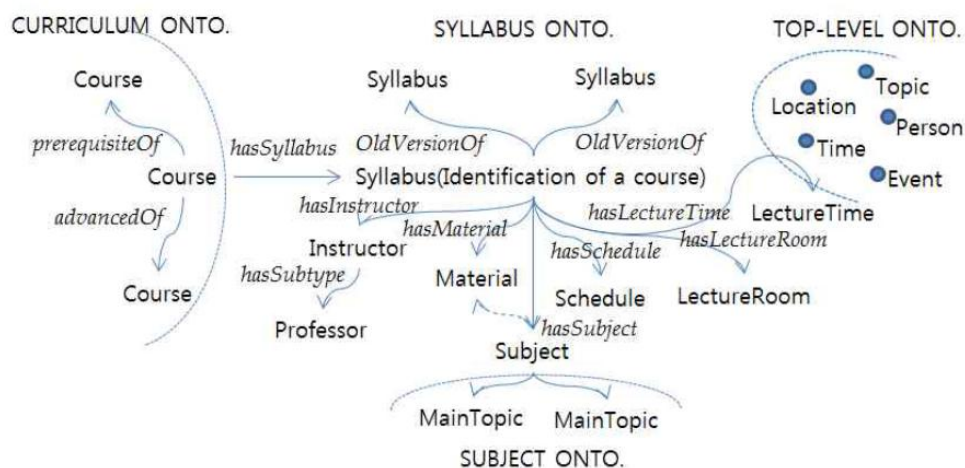 CURRICULUM ONTO.
SYLLABUS ONTO.
TOP-LEVEL ONTO.
Course
Syllabus
Syllabus
Topic
Location
Person
prerequisiteOf
hasSyllabus
OldVersionOf
OldVersionOf
Time
Course
Syllabus(Identification of a course)
Event
advancedOf
hasInstructor
hasLectureTime
LectureTime
hasMaterial
Instructor
hasSchedule
hasLectureRoom
hasSubtype
Material
Course
Schedule
LectureRoom
Professor
hasSubject
Subject
MainTopic
MainTopic
SUBJECT ONTO.